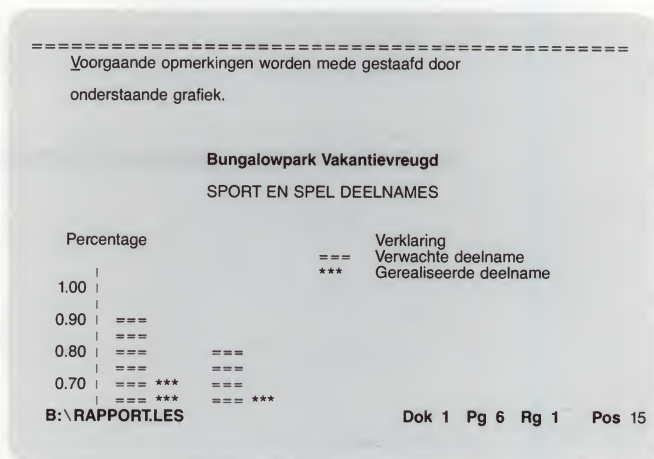 ==============================================
Voorgaande opmerkingen worden mede gestaafd door
onderstaande grafiek.
Bungalowpark Vakantievreugd
SPORT EN SPEL DEELNAMES
Percentage Verklaring
=== Verwachte deelname
*** Gerealiseerde deelname
|
1.00 |
|
0.90 | ===
| ===
0.80 | === ===
| === ===
0.70 | === *** ===
| === *** === ***
B:\RAPPORT.LES Dok 1 Pg 6 Rg 1 Pos 15